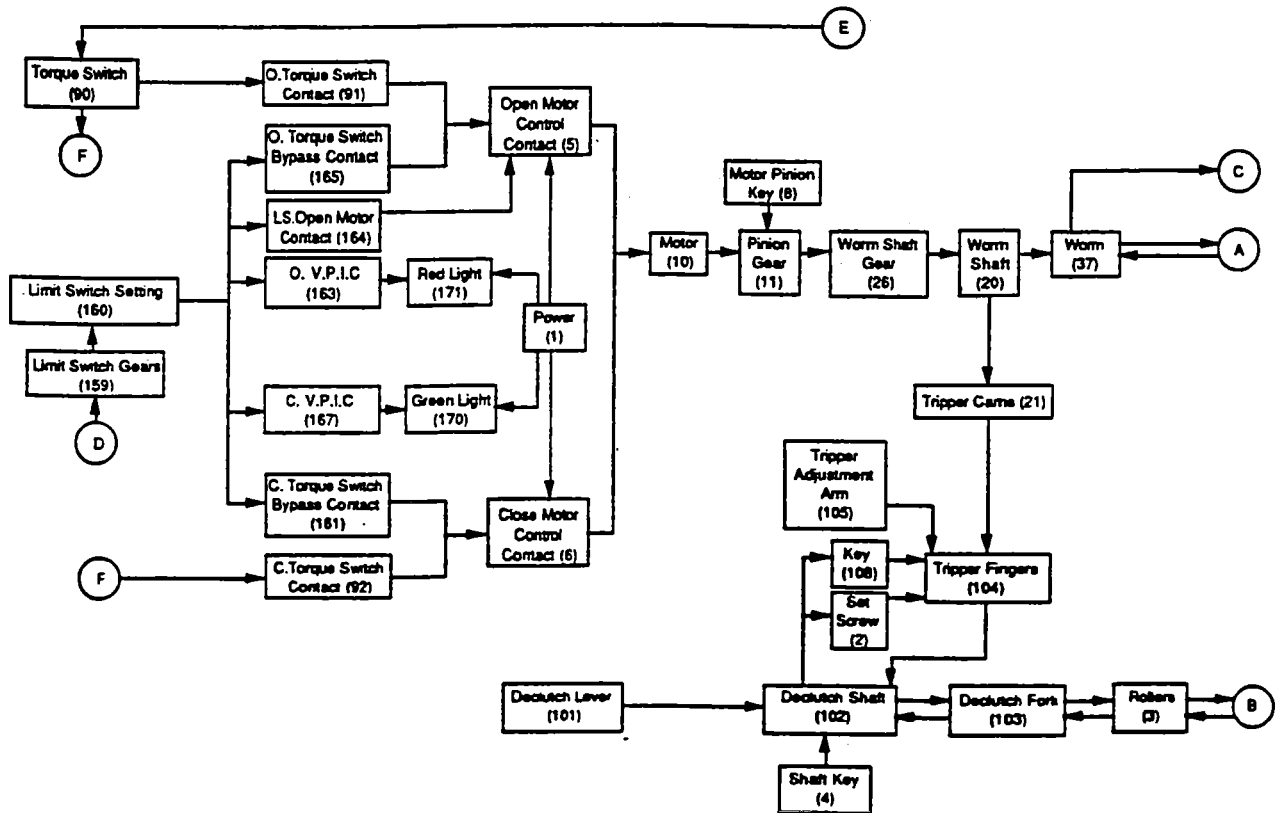 E
Torque Switch
(90)
O.Torque Switch
Contact (91)
Open Motor
Control
Contact (5)
F
O. Torque Switch
Bypass Contact
(165)
LS.Open Motor
Contact (164)
O. V.P.I.C
(163)
Red Light
(171)
Limit Switch Setting
(160)
Power
(1)
Limit Switch Gears
(159)
D
C. V.P.I.C
(167)
Green Light
(170)
C. Torque Switch
Bypass Contact
(161)
Close Motor
Control
Contact (6)
F
C.Torque Switch
Contact (92)
Motor Pinion
Key (8)
C
Motor
(10)
Pinion
Gear
(11)
Worm Shaft
Gear
(26)
Worm
Shaft
(20)
Worm
(37)
A
Tripper Cams (21)
Tripper
Adjustment
Arm
(105)
Key
(108)
Set
Screw
(2)
Tripper Fingers
(104)
Declutch Lever
(101)
Declutch Shaft
(102)
Declutch Fork
(103)
Rollers
(3)
B
Shaft Key
(4)